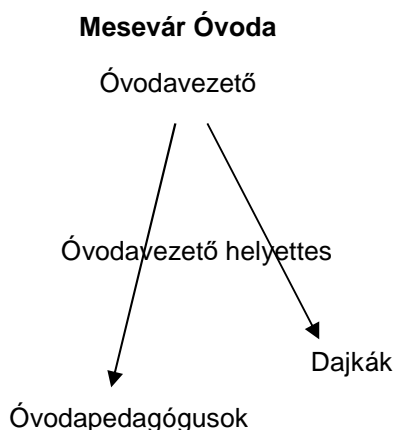 Mesevár Óvoda
Óvodavezető
Óvodavezető helyettes
Dajkák
Óvodapedagógusok